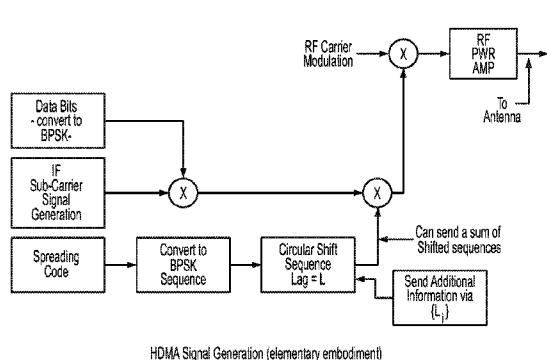 RF Carrier
Modulation
X
RF
PWR
AMP
To
Antenna
Data Bits
- convert to
BPSK-
IF
Sub-Carrier
Signal
Generation
X
X
Spreading
Code
Convert to
BPSK
Sequence
Circular Shift
Sequence
Lag = L
Can send a sum of
Shifted sequences
Send Additional
Information via
{Lᵢ}
HDMA Signal Generation (elementary embodiment)